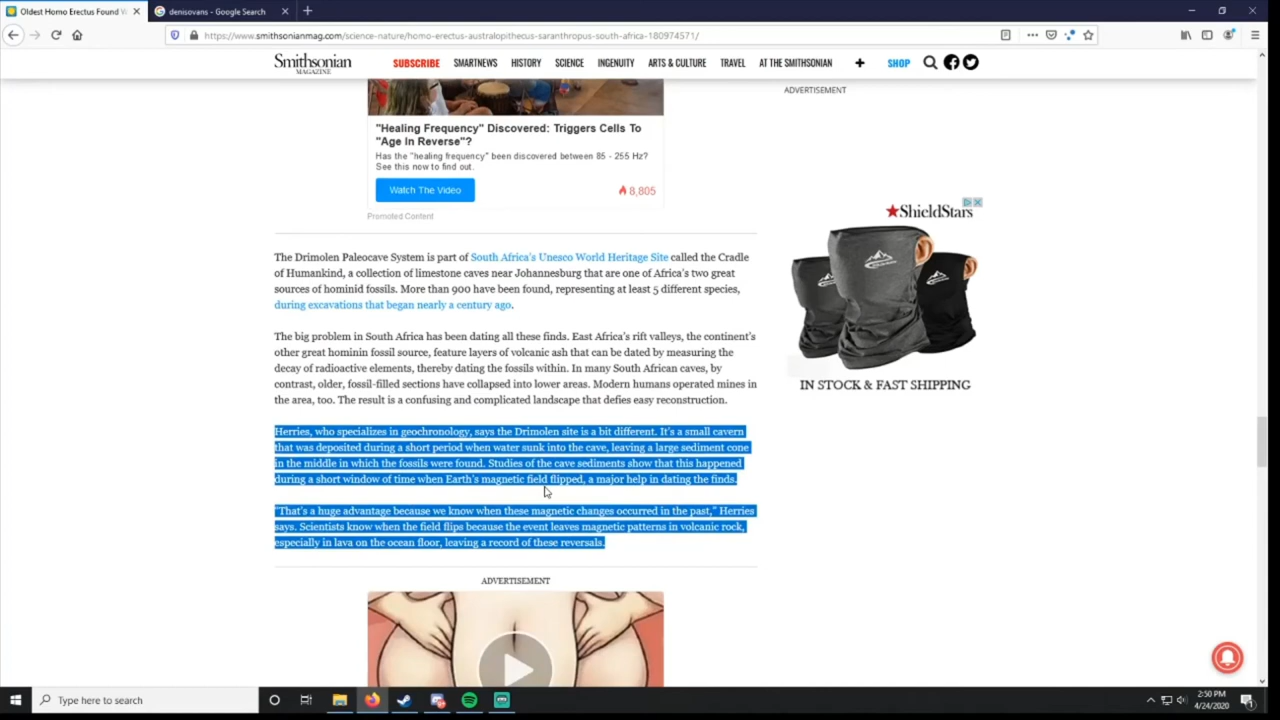 Oldest Homo Erectus Found
denisovans - Google Search
https://www.smithsonianmag.com/science-nature/homo-erectus-australopithecus-saranthropus-south-africa-180974571/
Smithsonian
MAGAZINE
SUBSCRIBE
SMARTNEWS
HISTORY
SCIENCE
INGENUITY
ARTS & CULTURE
TRAVEL
AT THE SMITHSONIAN
SHOP
ADVERTISEMENT
"Healing Frequency" Discovered: Triggers Cells To
"Age In Reverse"?
Has the "healing frequency" been discovered between 85 - 255 Hz?
See this now to find out.
Watch The Video
8,805
Promoted Content
ShieldStars
IN STOCK & FAST SHIPPING
The Drimolen Paleocave System is part of South Africa's Unesco World Heritage Site called the Cradle
of Humankind, a collection of limestone caves near Johannesburg that are one of Africa's two great
sources of hominid fossils. More than 900 have been found, representing at least 5 different species,
during excavations that began nearly a century ago.
The big problem in South Africa has been dating all these finds. East Africa's rift valleys, the continent's
other great hominin fossil source, feature layers of volcanic ash that can be dated by measuring the
decay of radioactive elements, thereby dating the fossils within. In many South African caves, by
contrast, older, fossil-filled sections have collapsed into lower areas. Modern humans operated mines in
the area, too. The result is a confusing and complicated landscape that defies easy reconstruction.
Herries, who specializes in geochronology, says the Drimolen site is a bit different. It's a small cavern
that was deposited during a short period when water sunk into the cave, leaving a large sediment cone
in the middle in which the fossils were found. Studies of the cave sediments show that this happened
during a short window of time when Earth's magnetic field flipped, a major help in dating the finds.
"That's a huge advantage because we know when these magnetic changes occurred in the past," Herries
says. Scientists know when the field flips because the event leaves magnetic patterns in volcanic rock,
especially in lava on the ocean floor, leaving a record of these reversals.
ADVERTISEMENT
Type here to search
2:50 PM
4/24/2020